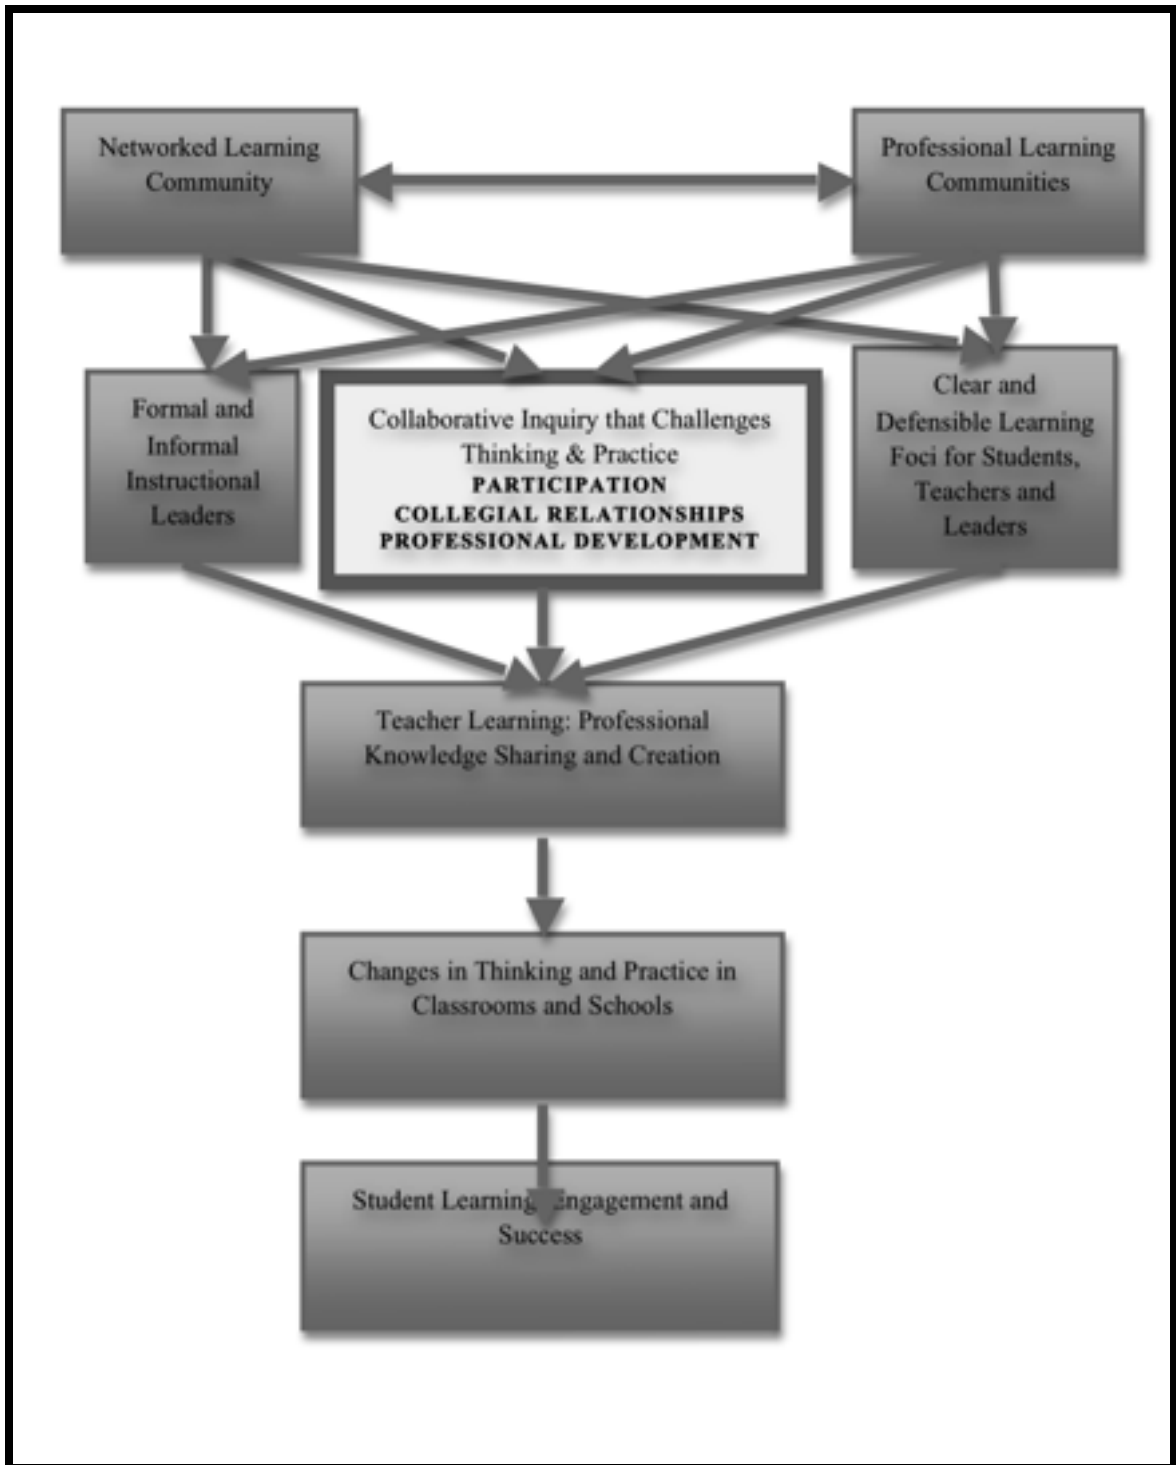 Networked Learning
Community
Professional Learning
Communities
Formal and
Informal
Instructional
Leaders
Collaborative Inquiry that Challenges
Thinking & Practice
PARTICIPATION
COLLEGIAL RELATIONSHIPS
PROFESSIONAL DEVELOPMENT
Clear and
Defensible Learning
Foci for Students,
Teachers and
Leaders
Teacher Learning: Professional
Knowledge Sharing and Creation
Changes in Thinking and Practice in
Classrooms and Schools
Student Learning Engagement and
Success